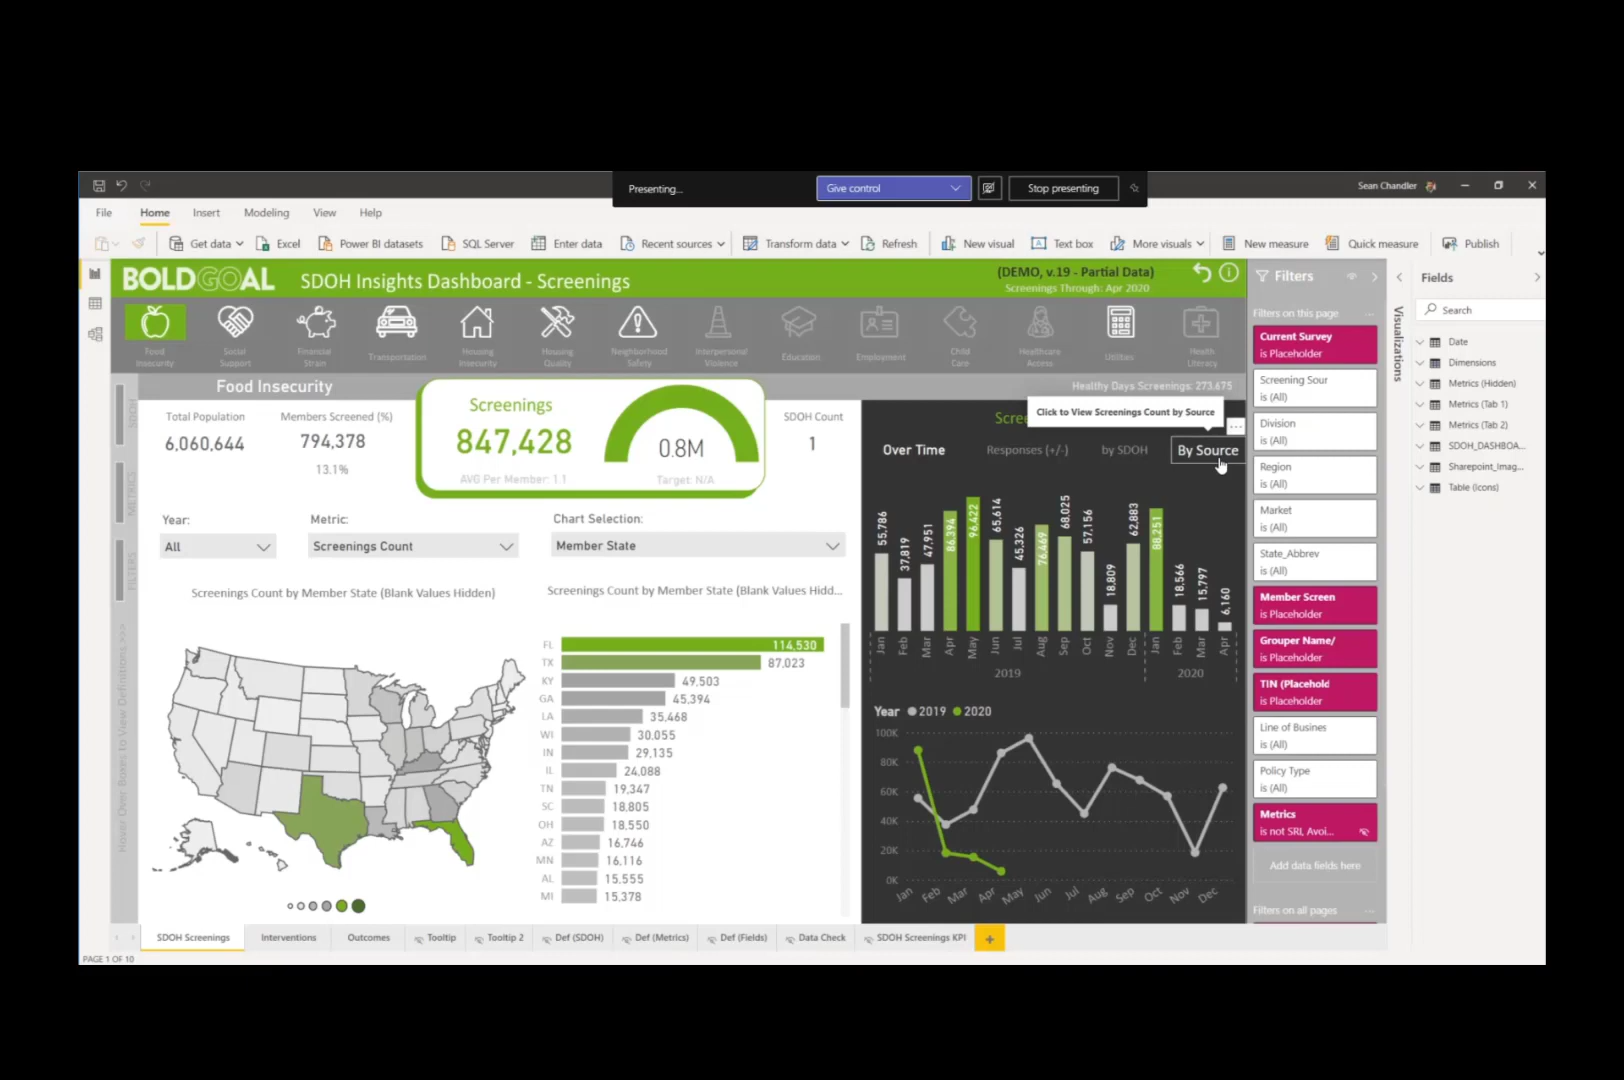 Presenting...
Give control
Stop presenting
Sean Chandler
File Home Insert Modeling View Help
Get data Excel Power BI datasets SQL Server Enter data Recent sources Transform data Refresh New visual Text box More visuals New measure Quick measure Publish
BOLDGOAL SDOH Insights Dashboard - Screenings
(DEMO, v.19 - Partial Data)
Screenings Through: Apr 2020
Food Insecurity
Social Support
Financial Strain
Transportation
Housing Insecurity
Housing Quality
Neighborhood Safety
Interpersonal Violence
Education
Employment
Child Care
Healthcare Access
Utilities
Health Literacy
Food Insecurity
Healthy Days Screenings: 273,675
SDOH
METRICS
FILTERS
Hover Over Boxes to View Definitions >>>
Total Population
6,060,644
Members Screened (%)
794,378
13.1%
Screenings
847,428
AVG Per Member: 1.1
0.8M
Target: N/A
SDOH Count
1
Year:
All
Metric:
Screenings Count
Chart Selection:
Member State
Screenings Count by Member State (Blank Values Hidden)
Screenings Count by Member State (Blank Values Hidd...
FL 114,530
TX 87,023
KY 49,503
GA 45,394
LA 35,468
WI 30,055
IN 29,135
IL 24,088
TN 19,347
SC 18,805
OH 18,550
AZ 16,746
MN 16,116
AL 15,555
MI 15,378
Scree
Click to View Screenings Count by Source
...
Over Time Responses (+/-) by SDOH By Source
55,786 37,819 47,951 86,394 96,422 65,614 45,326 76,469 68,025 57,156 18,809 62,883 88,251 18,566 15,797 6,160
Jan Feb Mar Apr May Jun Jul Aug Sep Oct Nov Dec Jan Feb Mar Apr
2019 2020
Year 2019 2020
100K
80K
60K
40K
20K
0K
Jan Feb Mar Apr May Jun Jul Aug Sep Oct Nov Dec
Filters
Filters on this page ...
Current Survey
is Placeholder
Screening Sour
is (All)
Division
is (All)
Region
is (All)
Market
is (All)
State_Abbrev
is (All)
Member Screen
is Placeholder
Grouper Name/
is Placeholder
TIN (Placehold
is Placeholder
Line of Busines
is (All)
Policy Type
is (All)
Metrics
is not SRI, Avoi...
Add data fields here
Filters on all pages ...
Visualizations
Fields
Search
Date
Dimensions
Metrics (Hidden)
Metrics (Tab 1)
Metrics (Tab 2)
SDOH_DASHBOA...
Sharepoint_Imag...
Table (Icons)
SDOH Screenings Interventions Outcomes Tooltip Tooltip 2 Def (SDOH) Def (Metrics) Def (Fields) Data Check SDOH Screenings KPI +
PAGE 1 OF 10